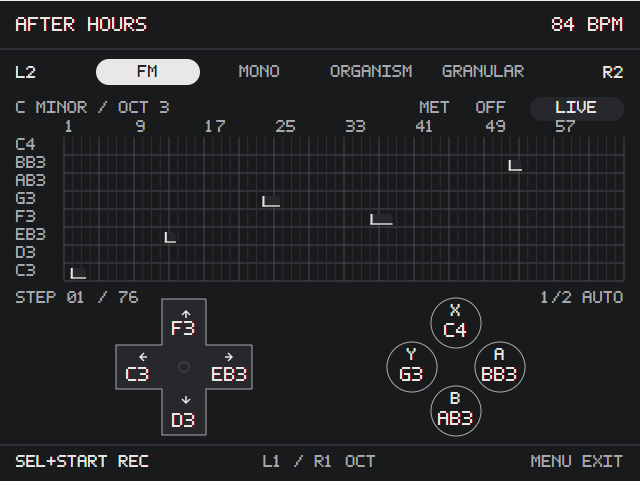 AFTER HOURS 84 BPM
L2 FM MONO ORGANISM GRANULAR R2
C MINOR / OCT 3 MET OFF LIVE
1 9 17 25 33 41 49 57
C4
BB3
AB3
G3
F3
EB3
D3
C3
STEP 01 / 76 1/2 AUTO
↑
F3
←
C3
→
EB3
↓
D3
X
C4
Y
G3
A
BB3
B
AB3
SEL+START REC L1 / R1 OCT MENU EXIT